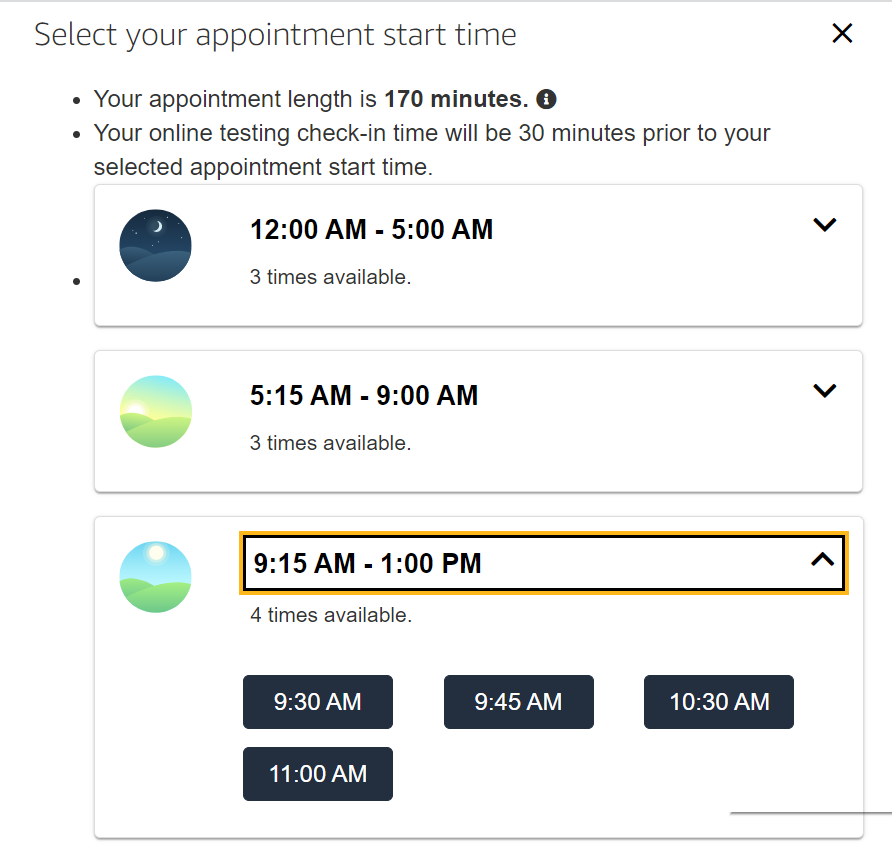 Select your appointment start time
Your appointment length is 170 minutes.
Your online testing check-in time will be 30 minutes prior to your
selected appointment start time.
12:00 AM - 5:00 AM
3 times available.
5:15 AM - 9:00 AM
3 times available.
9:15 AM - 1:00 PM
4 times available.
9:30 AM 9:45 AM 10:30 AM
11:00 AM